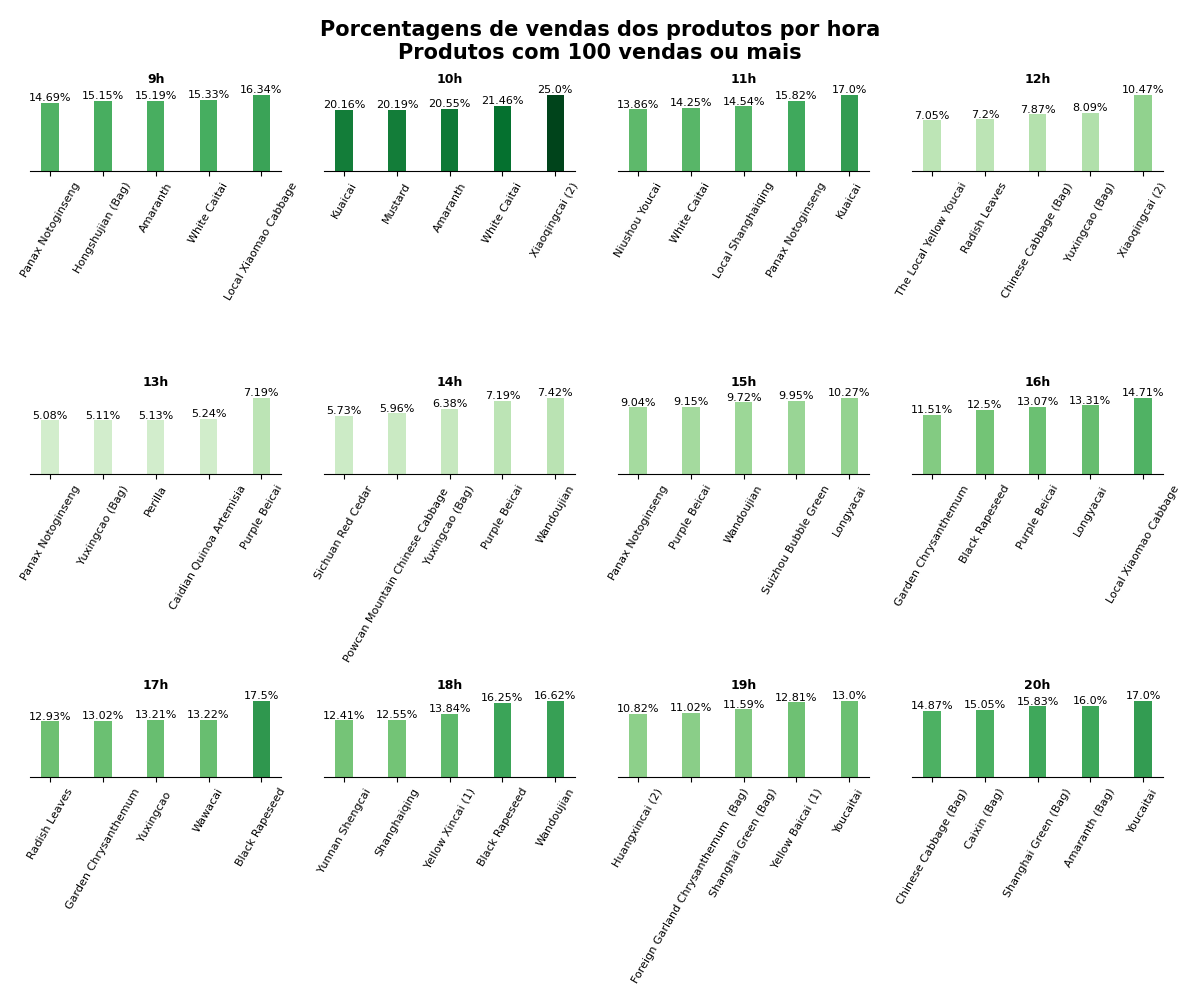 Porcentagens de vendas dos produtos por hora
Produtos com 100 vendas ou mais
9h
14.69% 15.15% 15.19% 15.33% 16.34%
Panax Notoginseng
Hongshujian (Bag)
Amaranth
White Caitai
Local Xiaomao Cabbage
10h
20.16% 20.19% 20.55% 21.46% 25.0%
Kuaicai
Mustard
Amaranth
White Caitai
Xiaoqingcai (2)
11h
13.86% 14.25% 14.54% 15.82% 17.0%
Niushou Youcai
White Caitai
Local Shanghaiqing
Panax Notoginseng
Kuaicai
12h
7.05% 7.2% 7.87% 8.09% 10.47%
The Local Yellow Youcai
Radish Leaves
Chinese Cabbage (Bag)
Yuxingcao (Bag)
Xiaoqingcai (2)
13h
5.08% 5.11% 5.13% 5.24% 7.19%
Panax Notoginseng
Yuxingcao (Bag)
Perilla
Caidian Quinoa Artemisia
Purple Beicai
14h
5.73% 5.96% 6.38% 7.19% 7.42%
Sichuan Red Cedar
Powcan Mountain Chinese Cabbage
Yuxingcao (Bag)
Purple Beicai
Wandoujian
15h
9.04% 9.15% 9.72% 9.95% 10.27%
Panax Notoginseng
Purple Beicai
Wandoujian
Suizhou Bubble Green
Longyacai
16h
11.51% 12.5% 13.07% 13.31% 14.71%
Garden Chrysanthemum
Black Rapeseed
Purple Beicai
Longyacai
Local Xiaomao Cabbage
17h
12.93% 13.02% 13.21% 13.22% 17.5%
Radish Leaves
Garden Chrysanthemum
Yuxingcao
Wawacai
Black Rapeseed
18h
12.41% 12.55% 13.84% 16.25% 16.62%
Yunnan Shengcai
Shanghaiqing
Yellow Xincai (1)
Black Rapeseed
Wandoujian
19h
10.82% 11.02% 11.59% 12.81% 13.0%
Huangxincai (2)
Foreign Garland Chrysanthemum  (Bag)
Shanghai Green (Bag)
Yellow Baicai (1)
Youcaitai
20h
14.87% 15.05% 15.83% 16.0% 17.0%
Chinese Cabbage (Bag)
Caixin (Bag)
Shanghai Green (Bag)
Amaranth (Bag)
Youcaitai